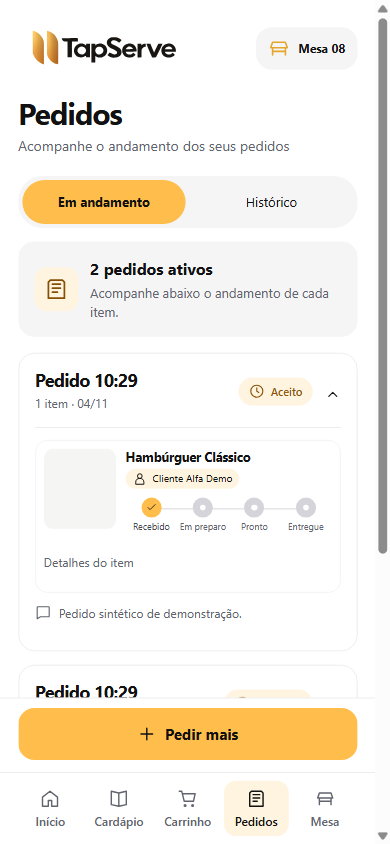 TapServe
Mesa 08
Pedidos
Acompanhe o andamento dos seus pedidos
Em andamento
Histórico
2 pedidos ativos
Acompanhe abaixo o andamento de cada
item.
Pedido 10:29
Aceito
1 item · 04/11
Hambúrguer Clássico
Cliente Alfa Demo
Recebido Em preparo Pronto Entregue
Detalhes do item
Pedido sintético de demonstração.
Pedido 10:29
+ Pedir mais
Início Cardápio Carrinho Pedidos Mesa